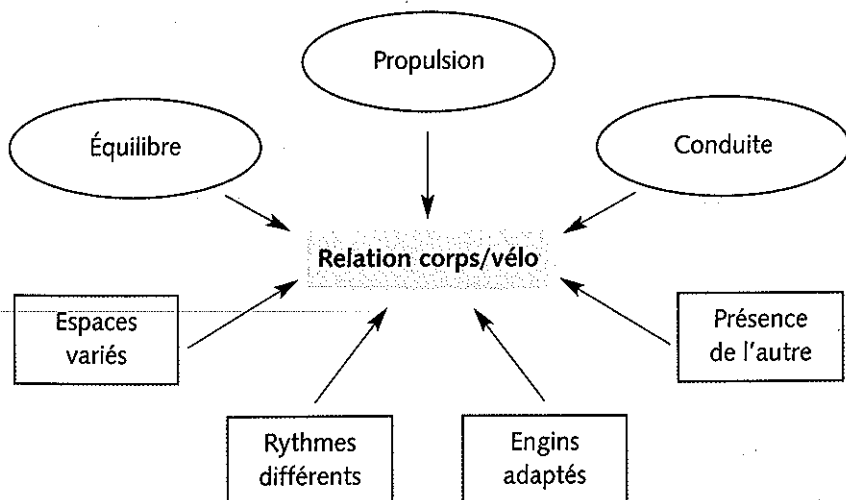 Propulsion
Équilibre
Conduite
Relation corps/vélo
Espaces
variés
Présence
de l'autre
Rythmes
différents
Engins
adaptés